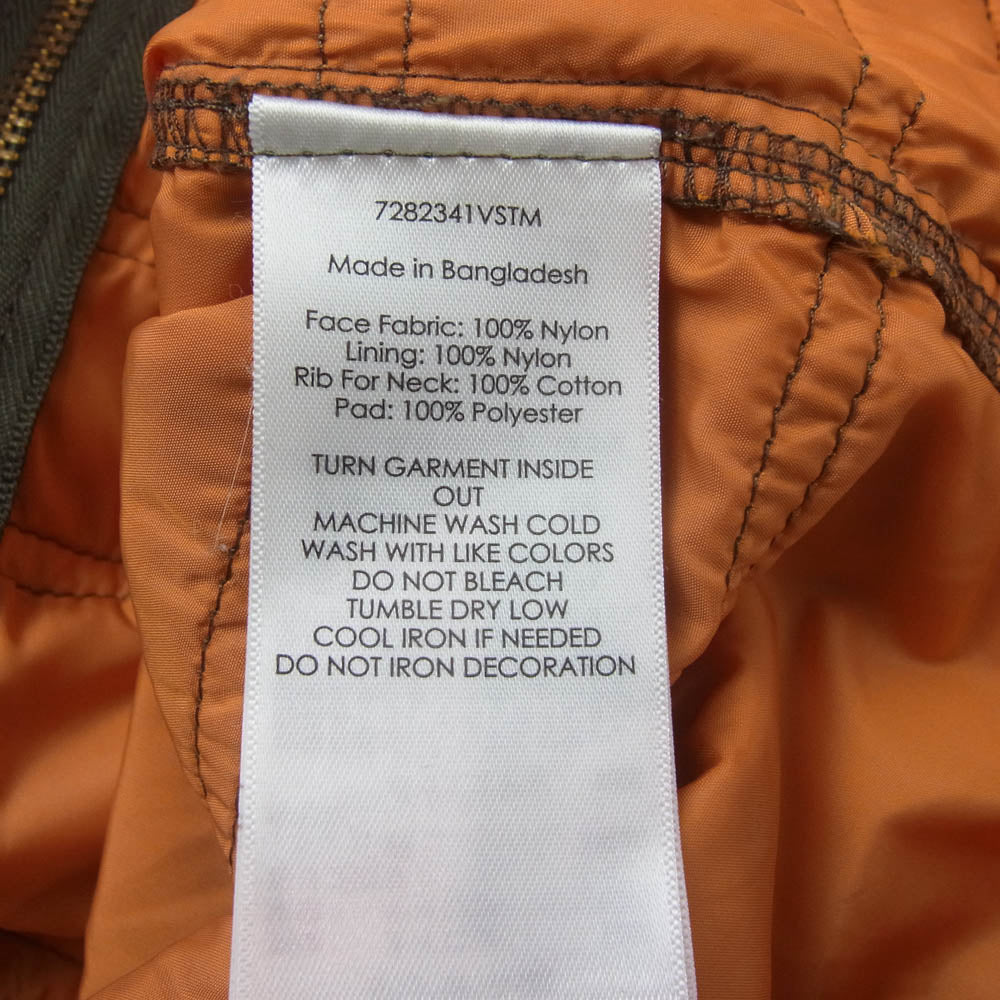 7282341VSTM
Made in Bangladesh
Face Fabric: 100% Nylon
Lining: 100% Nylon
Rib For Neck: 100% Cotton
Pad: 100% Polyester
TURN GARMENT INSIDE
OUT
MACHINE WASH COLD
WASH WITH LIKE COLORS
DO NOT BLEACH
TUMBLE DRY LOW
COOL IRON IF NEEDED
DO NOT IRON DECORATION